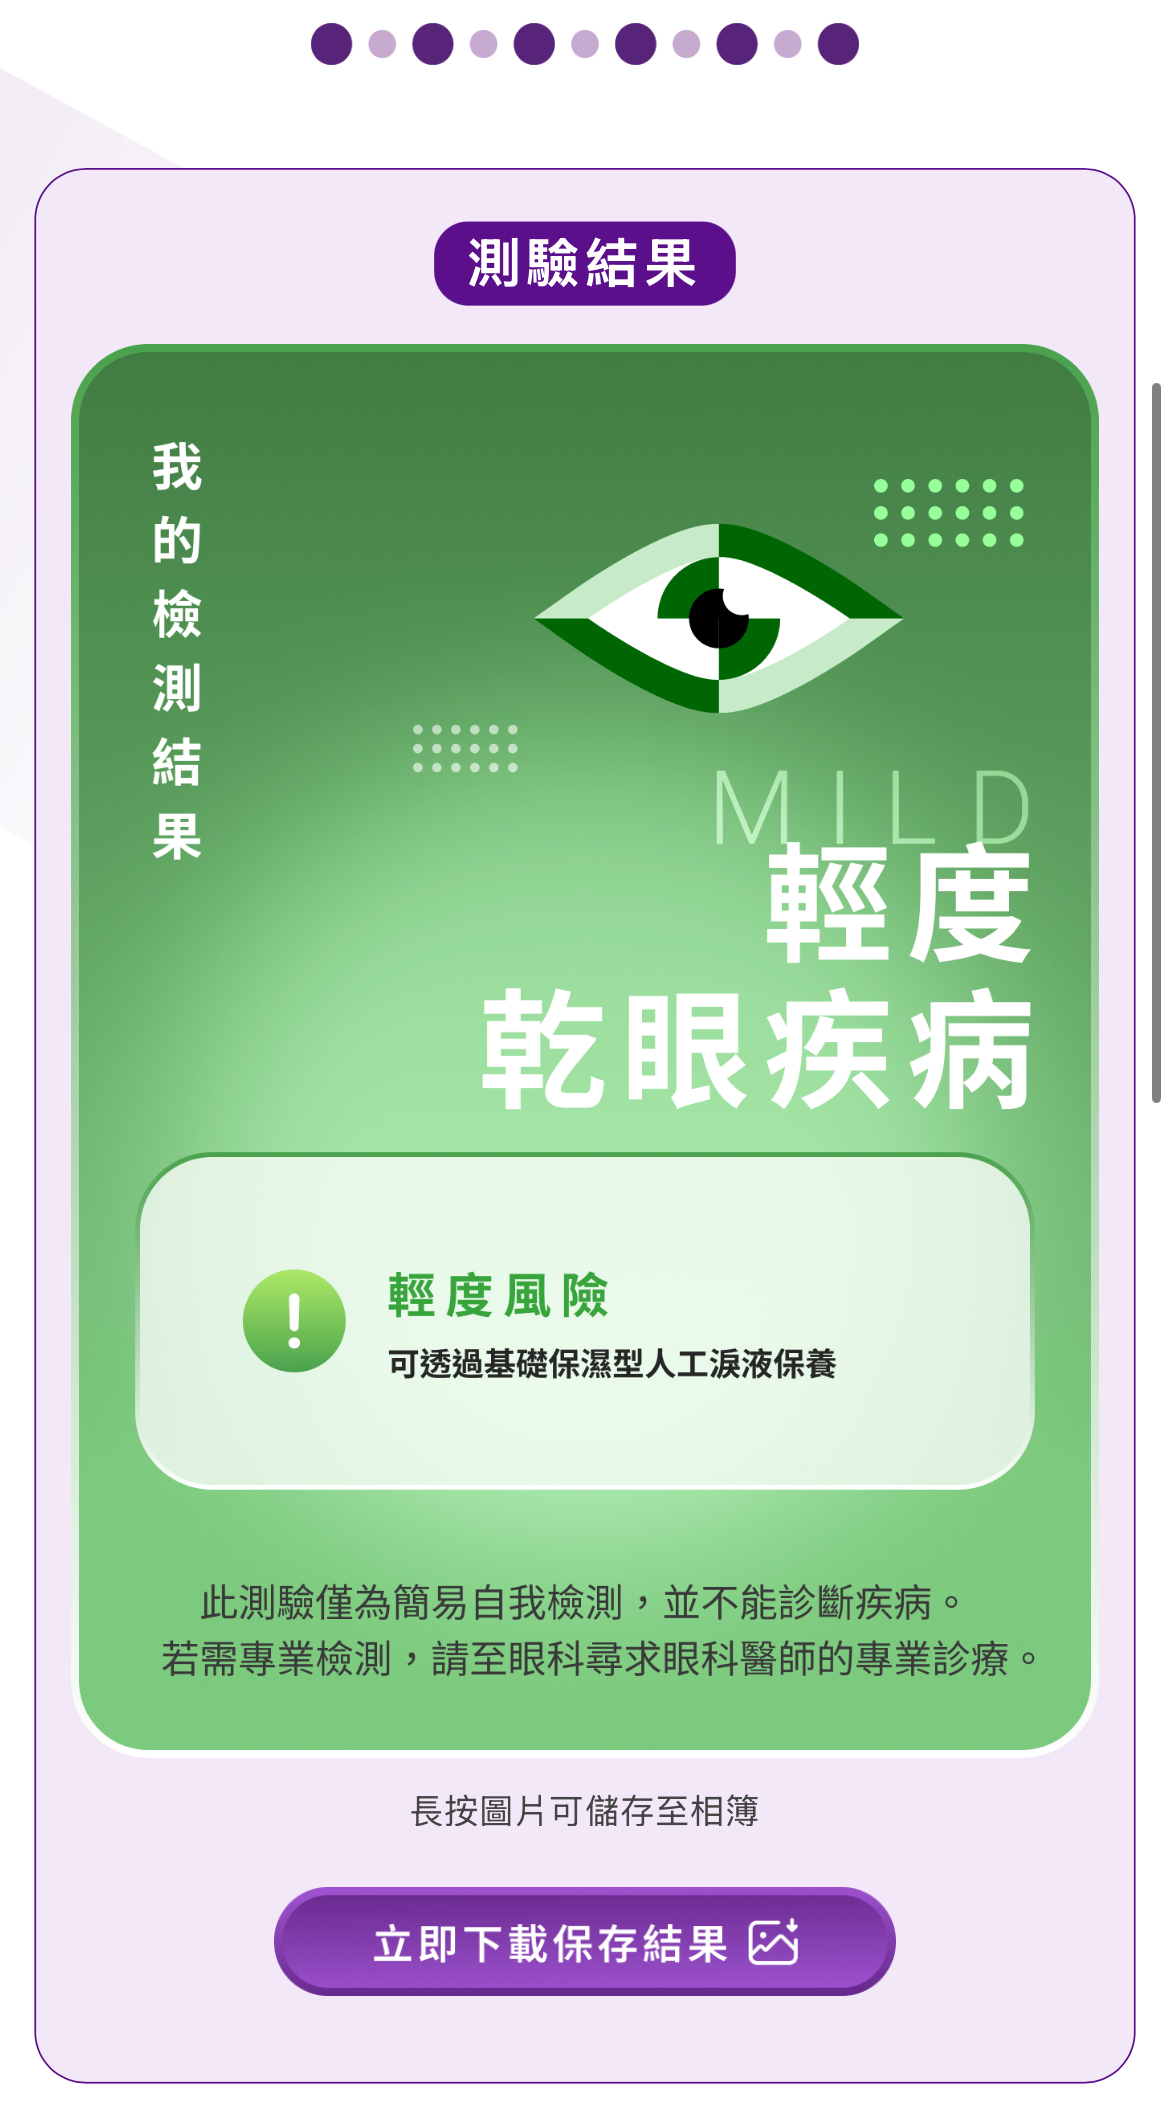 測驗結果
我的檢測結果
MILD
輕度
乾眼疾病
輕度風險
可透過基礎保濕型人工淚液保養
此測驗僅為簡易自我檢測，並不能診斷疾病。
若需專業檢測，請至眼科尋求眼科醫師的專業診療。
長按圖片可儲存至相簿
立即下載保存結果